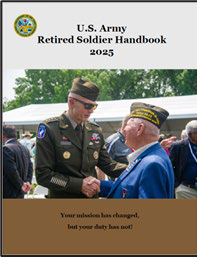 U.S. Army
Retired Soldier Handbook
2025
Your mission has changed,
but your duty has not!